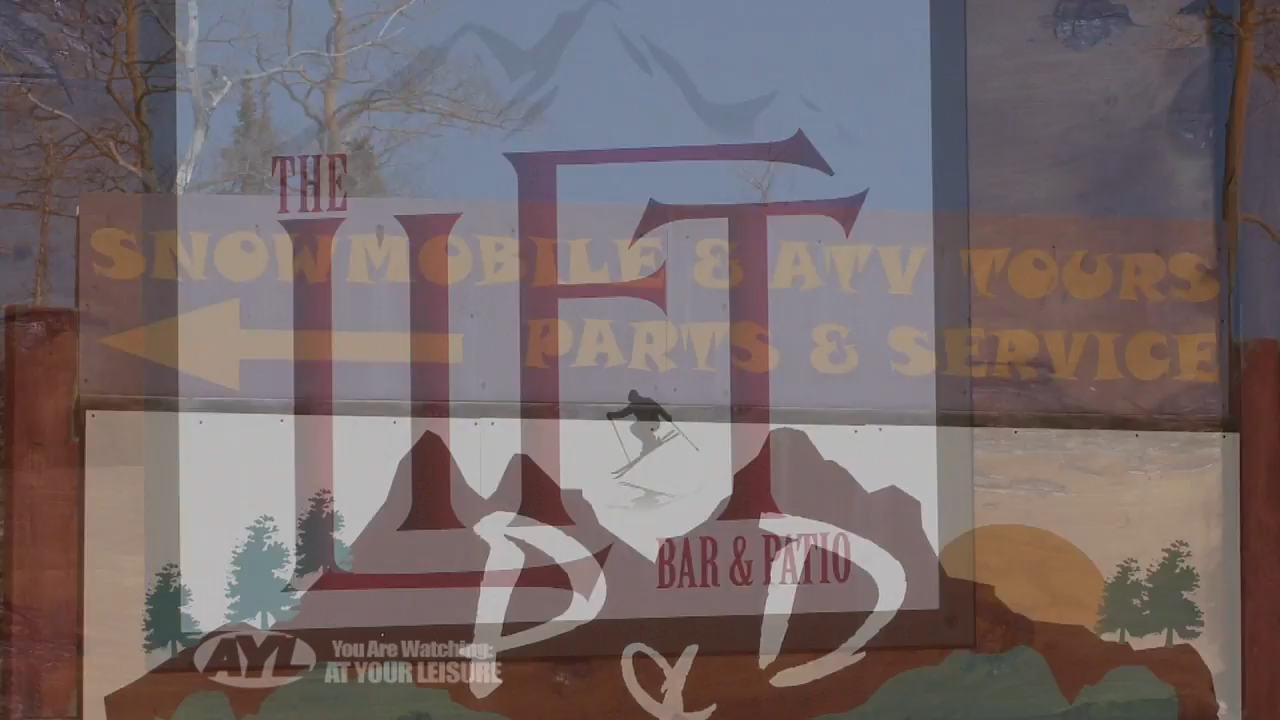 THE
LIFT
BAR & PATIO
SNOWMOBILE & ATV TOURS
PARTS & SERVICE
P & D
AYL
You Are Watching:
AT YOUR LEISURE